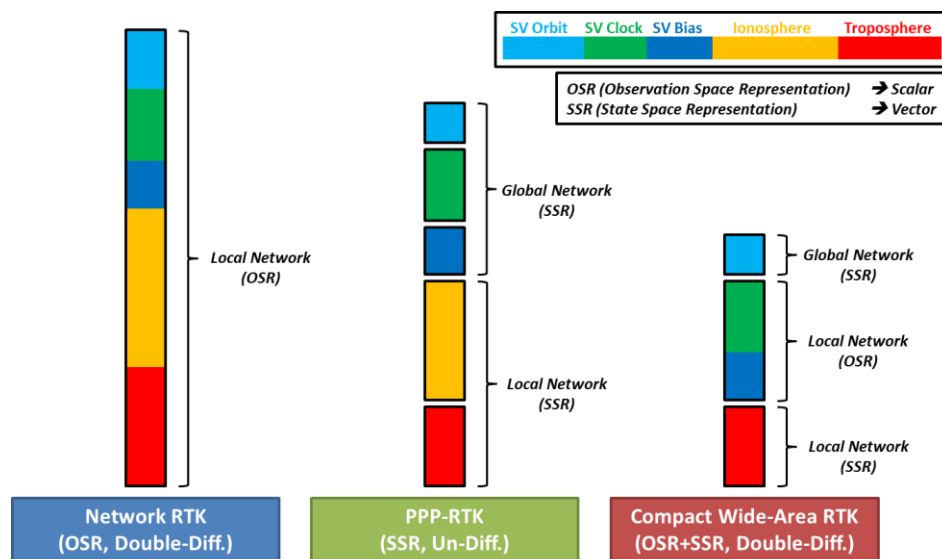 SV Orbit SV Clock SV Bias Ionosphere Troposphere
OSR (Observation Space Representation) ➔ Scalar
SSR (State Space Representation) ➔ Vector
Local Network
(OSR)
Global Network
(SSR)
Local Network
(SSR)
Global Network
(SSR)
Local Network
(OSR)
Local Network
(SSR)
Network RTK
(OSR, Double-Diff.)
PPP-RTK
(SSR, Un-Diff.)
Compact Wide-Area RTK
(OSR+SSR, Double-Diff.)